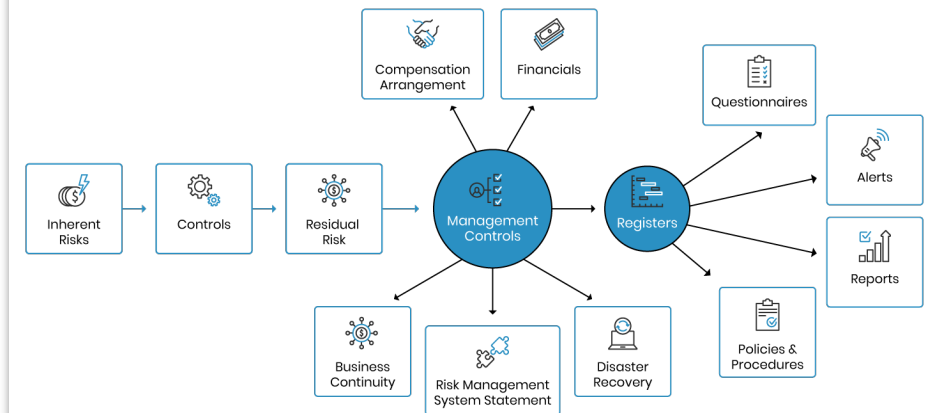 Compensation
Arrangement
Financials
Questionnaires
Alerts
Inherent
Risks
Controls
Residual
Risk
Management
Controls
Registers
Reports
Business
Continuity
Risk Management
System Statement
Disaster
Recovery
Policies &
Procedures